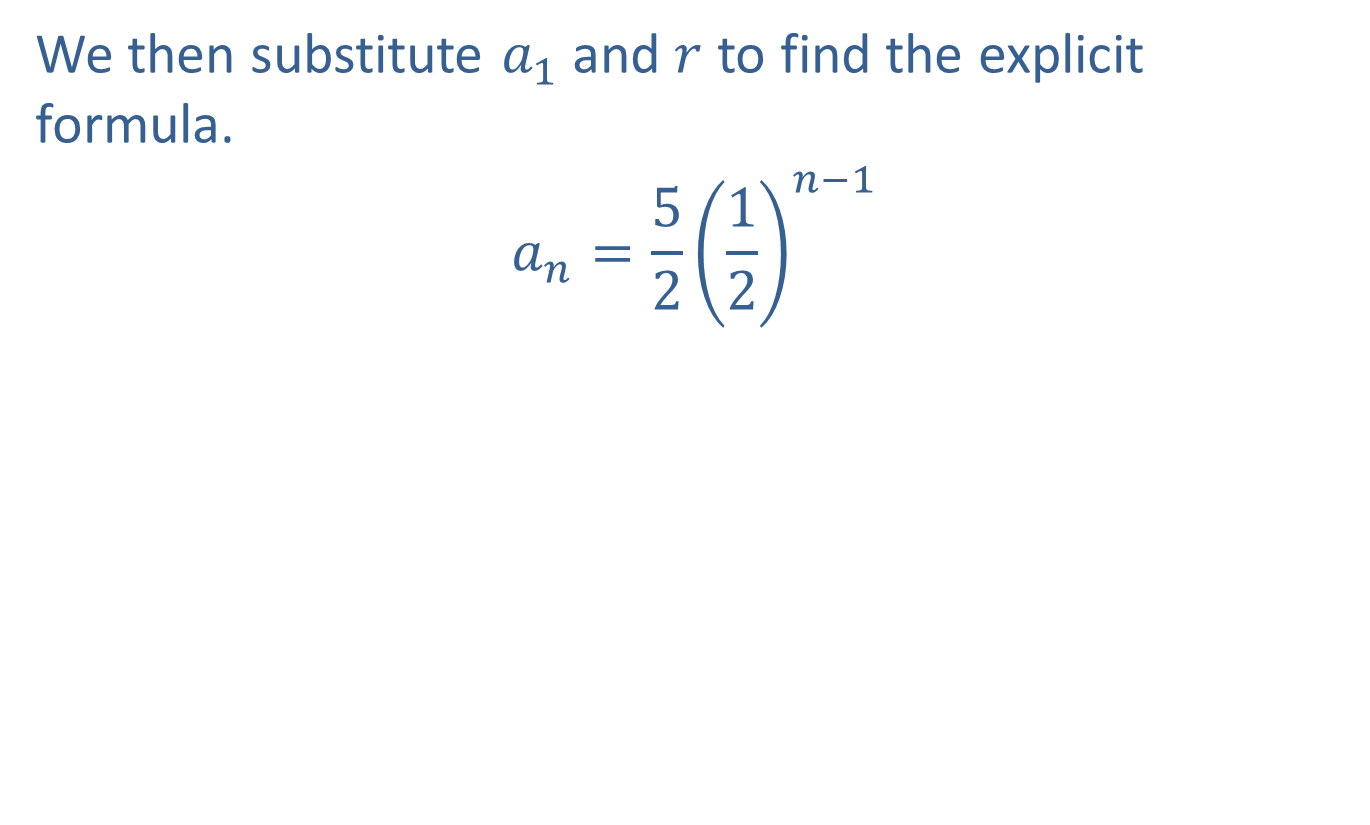 We then substitute a₁ and r to find the explicit
formula.
aₙ = 5/2 (1/2)ⁿ⁻¹